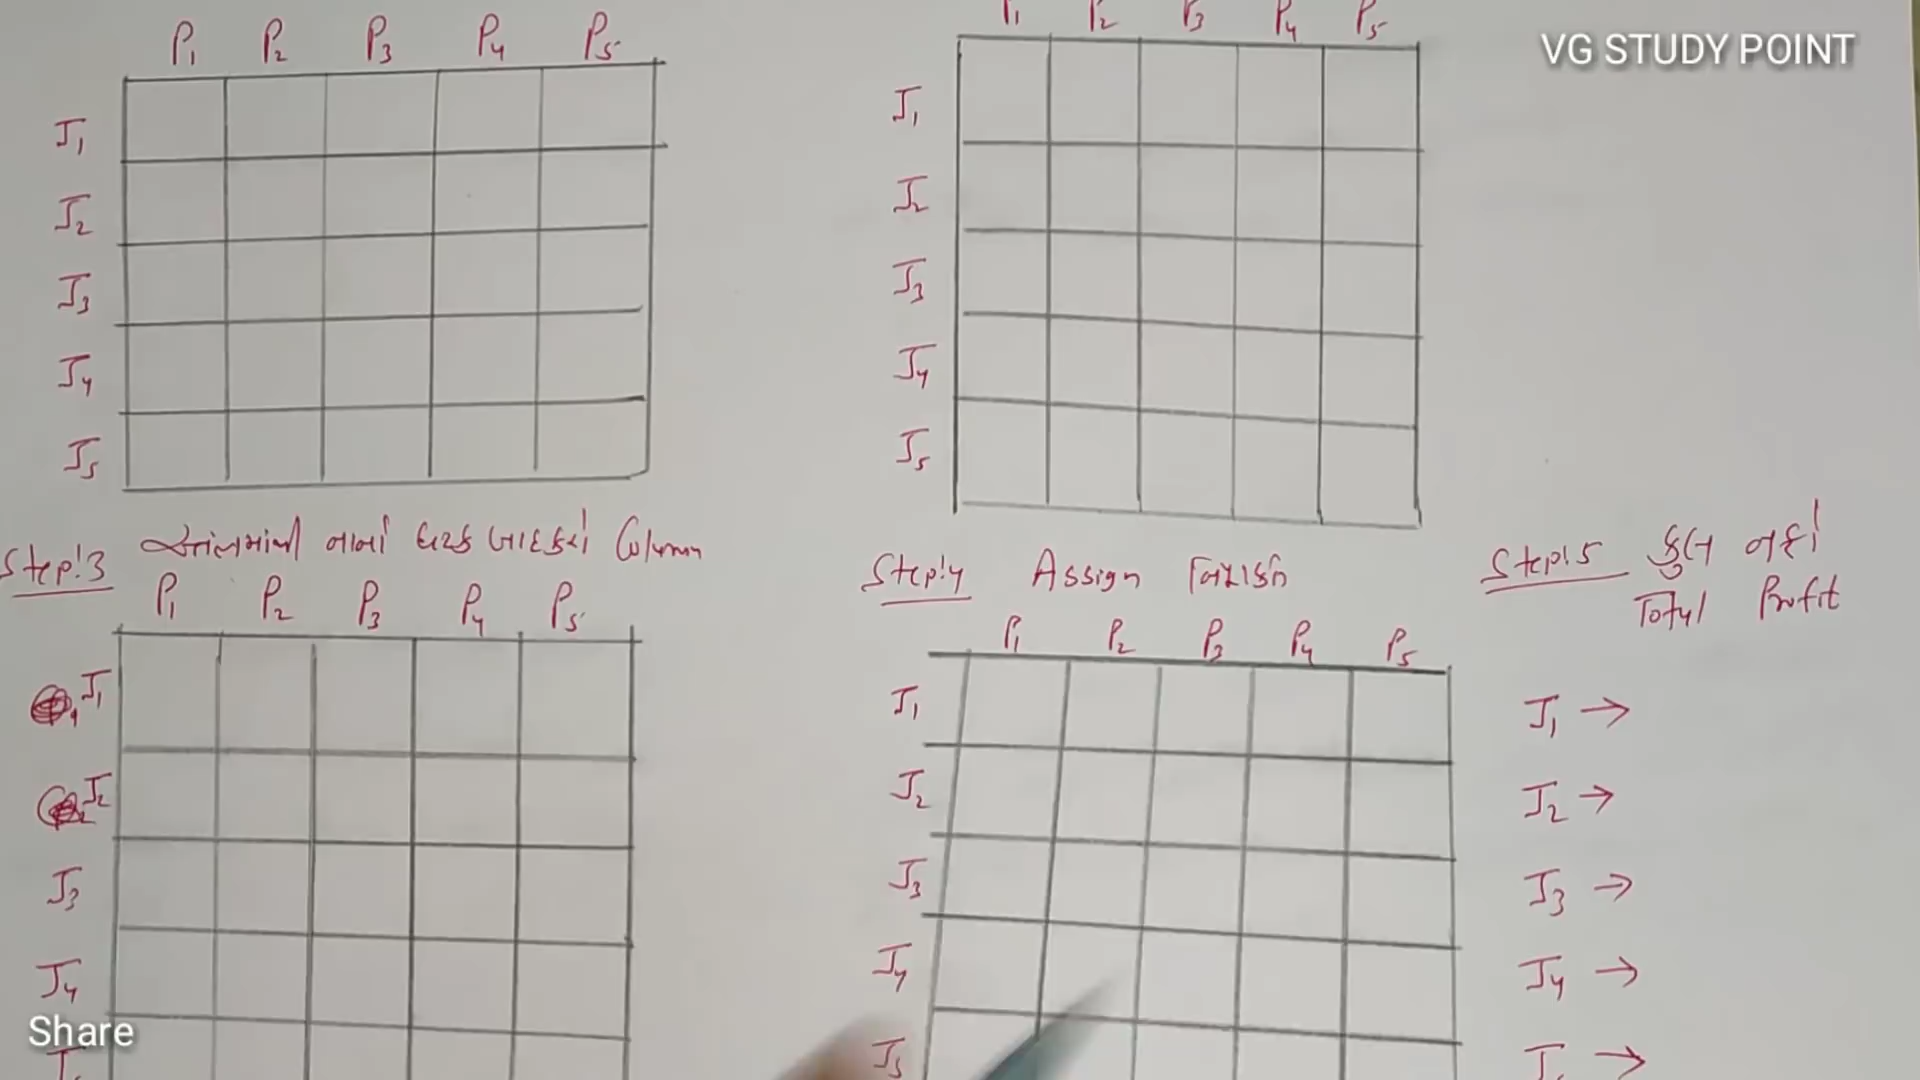 P1 P2 P3 P4 P5
J1
J2
J3
J4
J5
P1 P2 P3 P4 P5
J1
J2
J3
J4
J5
VG STUDY POINT
Step:3 નાનો ઘટક બાદ કરો Column
P1 P2 P3 P4 P5
J1
J2
J3
J4
Step:4 Assign
P1 P2 P3 P4 P5
J1
J2
J3
J4
J5
Step:5 કુલ નફો
Total Profit
J1 →
J2 →
J3 →
J4 →
Share